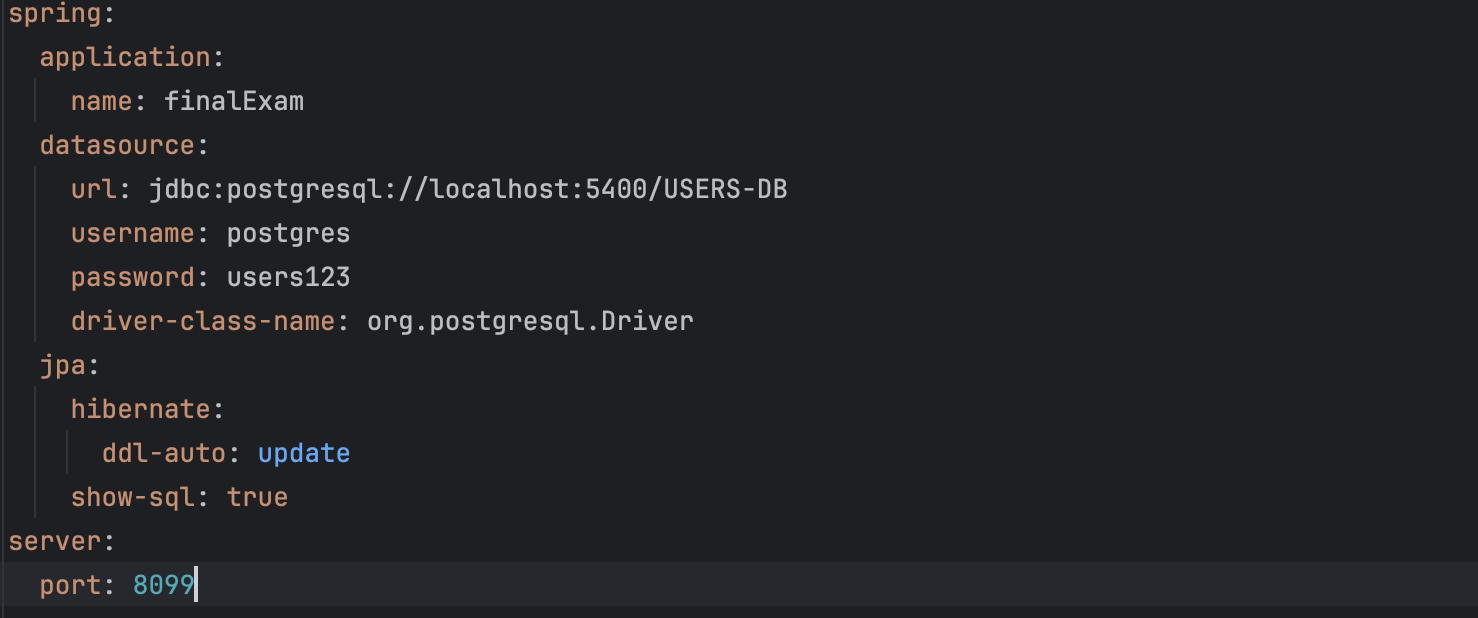 spring:
  application:
    name: finalExam
  datasource:
    url: jdbc:postgresql://localhost:5400/USERS-DB
    username: postgres
    password: users123
    driver-class-name: org.postgresql.Driver
  jpa:
    hibernate:
      ddl-auto: update
    show-sql: true
server:
  port: 8099